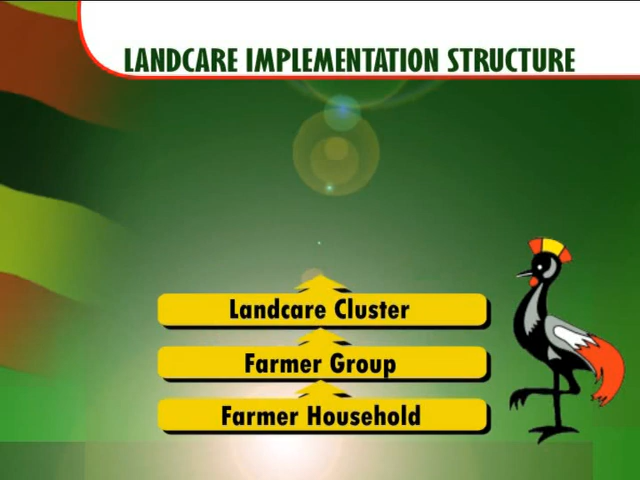 LANDCARE IMPLEMENTATION STRUCTURE
Landcare Cluster
Farmer Group
Farmer Household